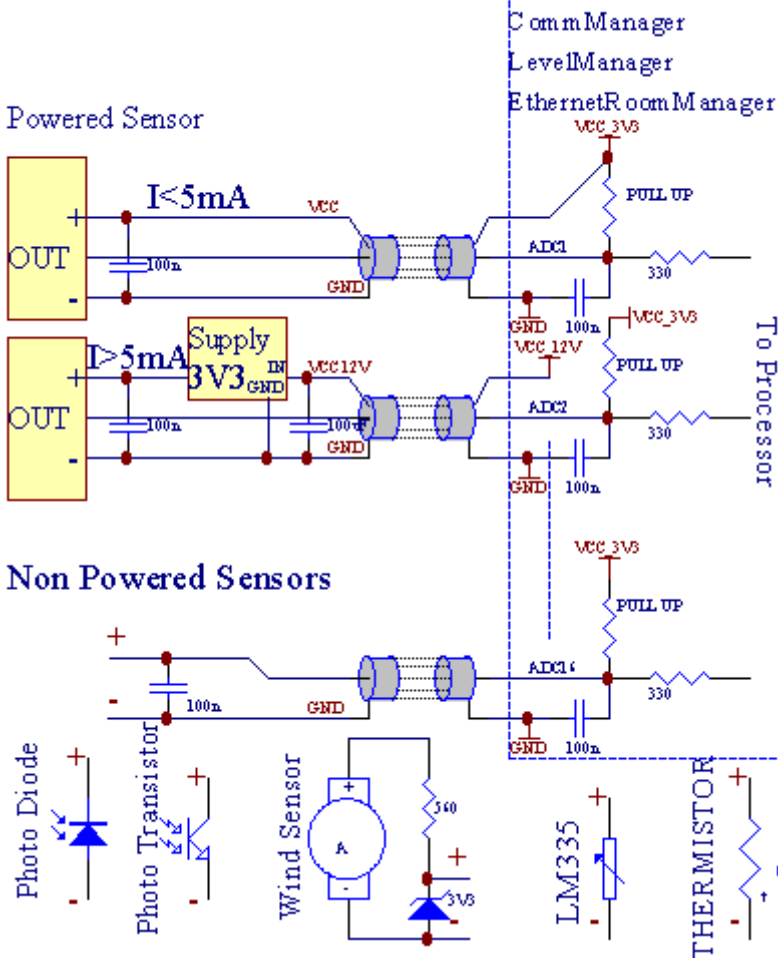 CommManager
LevelManager
EthernetRoomManager
Powered Sensor
VCC_3V3
I<5mA
PULL UP
+
VCC
OUT
100n
ADC1
330
-
GND
GND
100n
VCC_3V3
Supply
3V3
IN
GND
I>5mA
VCC12V
VCC_12V
PULL UP
+
OUT
100n
100nF
ADC2
330
-
GND
GND
100n
To Processor
Non Powered Sensors
VCC_3V3
PULL UP
+
ADC16
330
-
100n
GND
GND
100n
Photo Diode
+
-
Photo Transistor
+
-
Wind Sensor
+
A
-
560
+
3V3
-
LM335
+
-
THERMISTOR
+
-
t